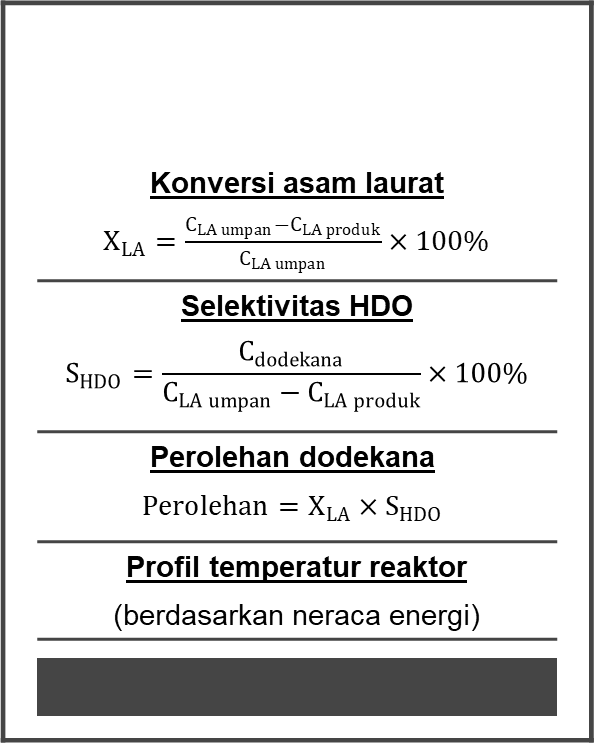 Konversi asam laurat
X_LA = (C_LA umpan − C_LA produk) / C_LA umpan × 100%
Selektivitas HDO
S_HDO = C_dodekana / (C_LA umpan − C_LA produk) × 100%
Perolehan dodekana
Perolehan = X_LA × S_HDO
Profil temperatur reaktor
(berdasarkan neraca energi)